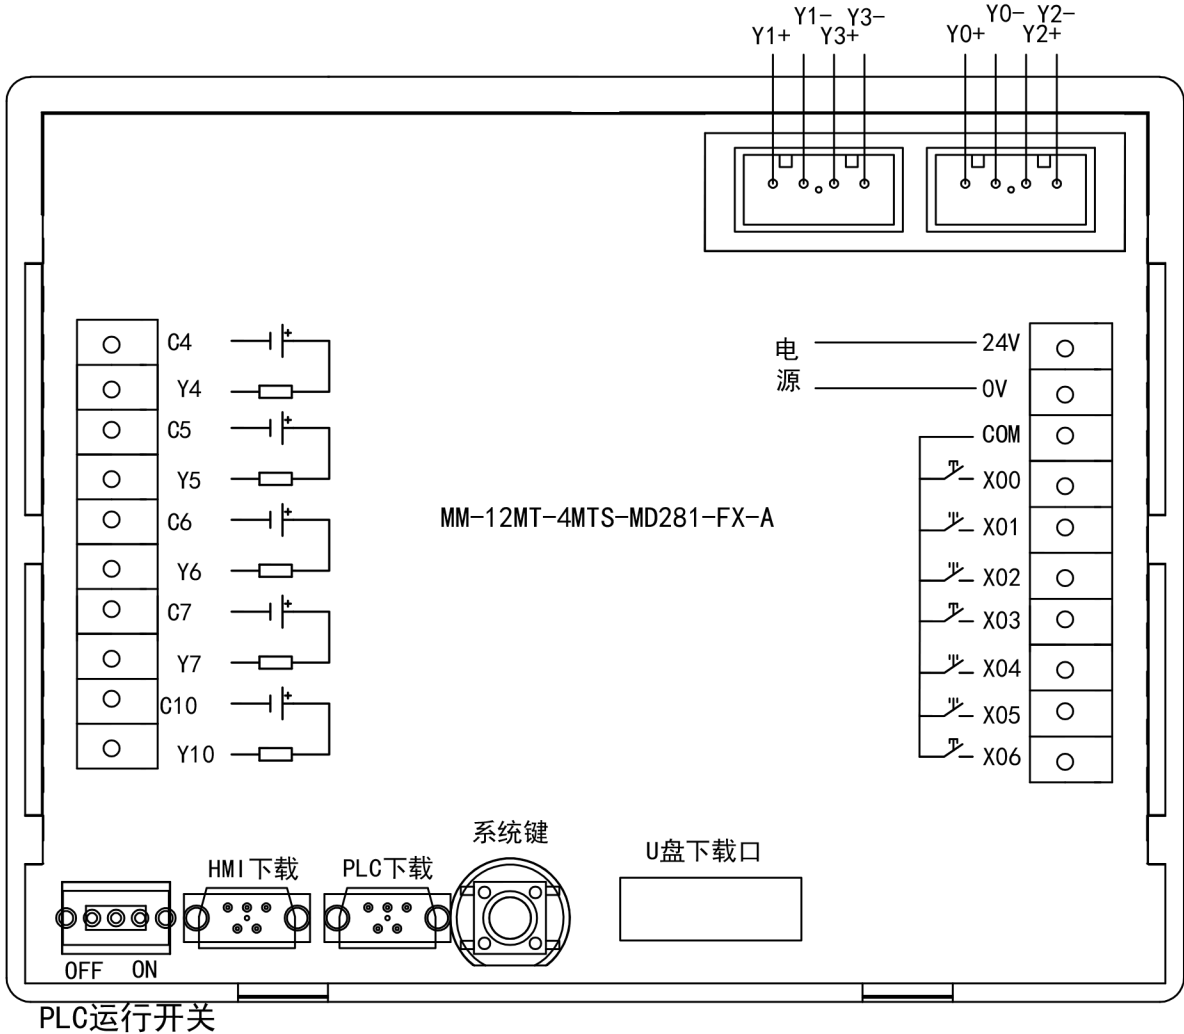 Y1+ Y1- Y3+ Y3- Y0+ Y0- Y2+ Y2-
C4
Y4
C5
Y5
C6
Y6
C7
Y7
C10
Y10
MM-12MT-4MTS-MD281-FX-A
电源
24V
0V
COM
X00
X01
X02
X03
X04
X05
X06
HMI下载
PLC下载
系统键
U盘下载口
OFF ON
PLC运行开关